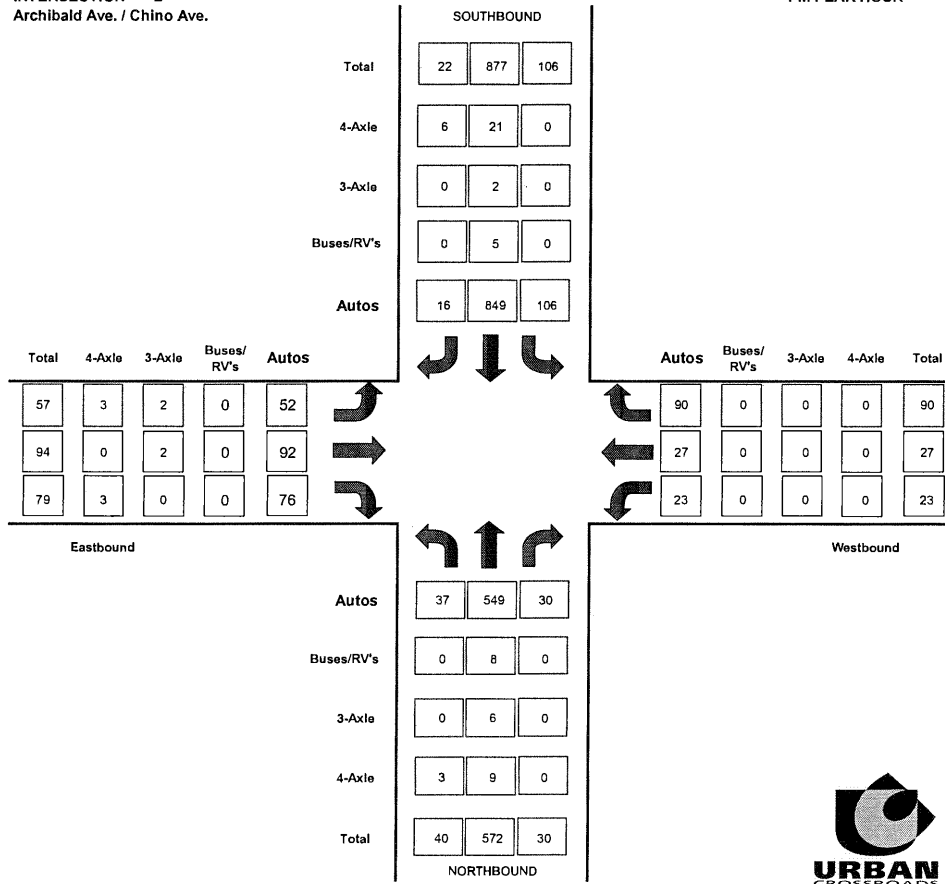 Archibald Ave. / Chino Ave.
SOUTHBOUND
Total 22 877 106
4-Axle 6 21 0
3-Axle 0 2 0
Buses/RV's 0 5 0
Autos 16 849 106
Total 4-Axle 3-Axle Buses/ RV's Autos
57 3 2 0 52
94 0 2 0 92
79 3 0 0 76
Eastbound
Autos Buses/ RV's 3-Axle 4-Axle Total
90 0 0 0 90
27 0 0 0 27
23 0 0 0 23
Westbound
Autos 37 549 30
Buses/RV's 0 8 0
3-Axle 0 6 0
4-Axle 3 9 0
Total 40 572 30
NORTHBOUND
URBAN
CROSSROADS